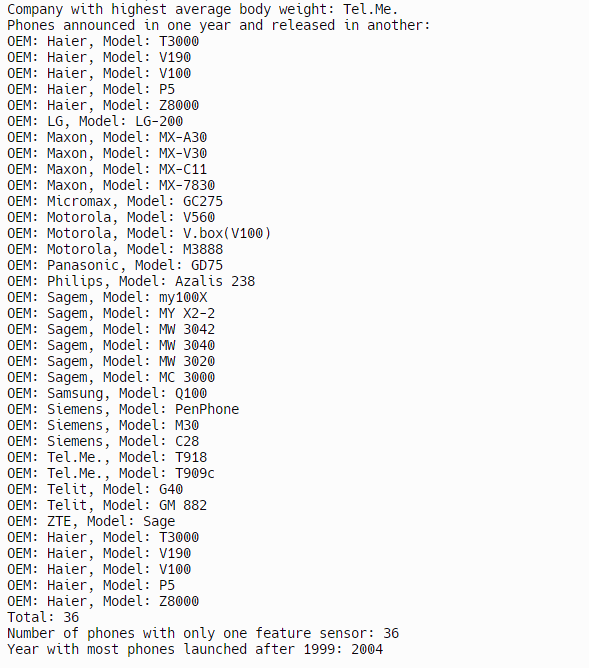 Company with highest average body weight: Tel.Me.
Phones announced in one year and released in another:
OEM: Haier, Model: T3000
OEM: Haier, Model: V190
OEM: Haier, Model: V100
OEM: Haier, Model: P5
OEM: Haier, Model: Z8000
OEM: LG, Model: LG-200
OEM: Maxon, Model: MX-A30
OEM: Maxon, Model: MX-V30
OEM: Maxon, Model: MX-C11
OEM: Maxon, Model: MX-7830
OEM: Micromax, Model: GC275
OEM: Motorola, Model: V560
OEM: Motorola, Model: V.box(V100)
OEM: Motorola, Model: M3888
OEM: Panasonic, Model: GD75
OEM: Philips, Model: Azalis 238
OEM: Sagem, Model: my100X
OEM: Sagem, Model: MY X2-2
OEM: Sagem, Model: MW 3042
OEM: Sagem, Model: MW 3040
OEM: Sagem, Model: MW 3020
OEM: Sagem, Model: MC 3000
OEM: Samsung, Model: Q100
OEM: Siemens, Model: PenPhone
OEM: Siemens, Model: M30
OEM: Siemens, Model: C28
OEM: Tel.Me., Model: T918
OEM: Tel.Me., Model: T909c
OEM: Telit, Model: G40
OEM: Telit, Model: GM 882
OEM: ZTE, Model: Sage
OEM: Haier, Model: T3000
OEM: Haier, Model: V190
OEM: Haier, Model: V100
OEM: Haier, Model: P5
OEM: Haier, Model: Z8000
Total: 36
Number of phones with only one feature sensor: 36
Year with most phones launched after 1999: 2004